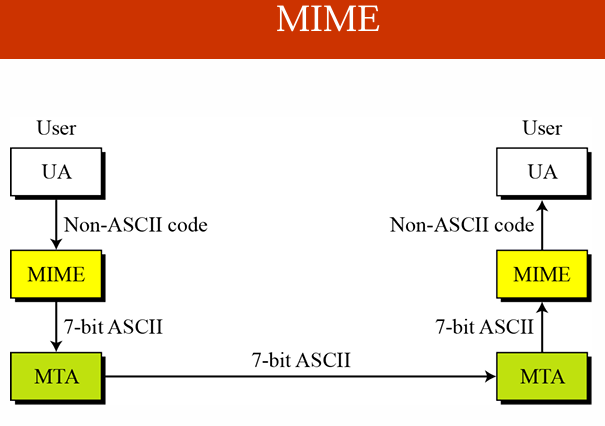 MIME
User
User
UA
UA
Non-ASCII code
Non-ASCII code
MIME
MIME
7-bit ASCII
7-bit ASCII
7-bit ASCII
MTA
MTA